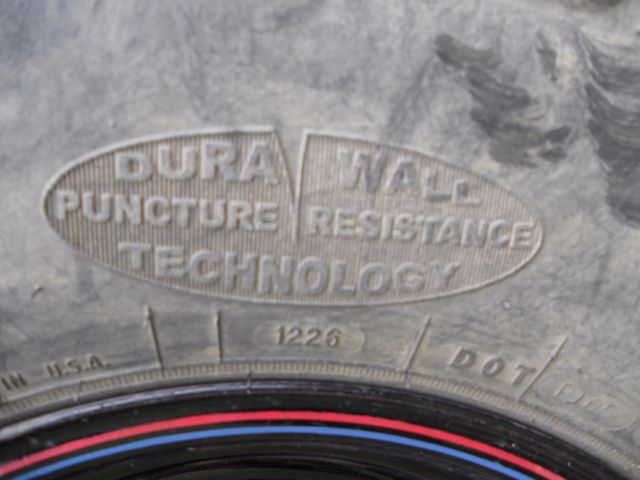 DURA WALL
PUNCTURE RESISTANCE
TECHNOLOGY
IN U.S.A.
1226
DOT